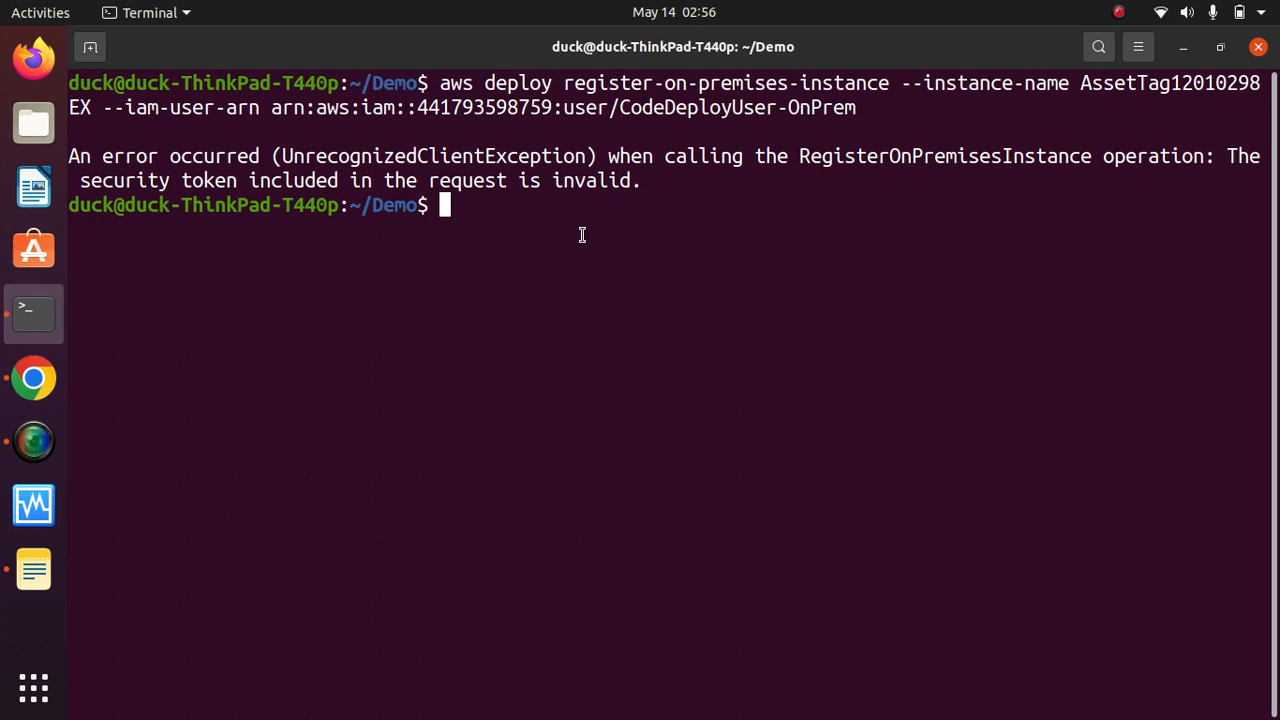 Activities Terminal May 14 02:56
duck@duck-ThinkPad-T440p: ~/Demo
duck@duck-ThinkPad-T440p:~/Demo$ aws deploy register-on-premises-instance --instance-name AssetTag12010298
EX --iam-user-arn arn:aws:iam::441793598759:user/CodeDeployUser-OnPrem
An error occurred (UnrecognizedClientException) when calling the RegisterOnPremisesInstance operation: The
security token included in the request is invalid.
duck@duck-ThinkPad-T440p:~/Demo$